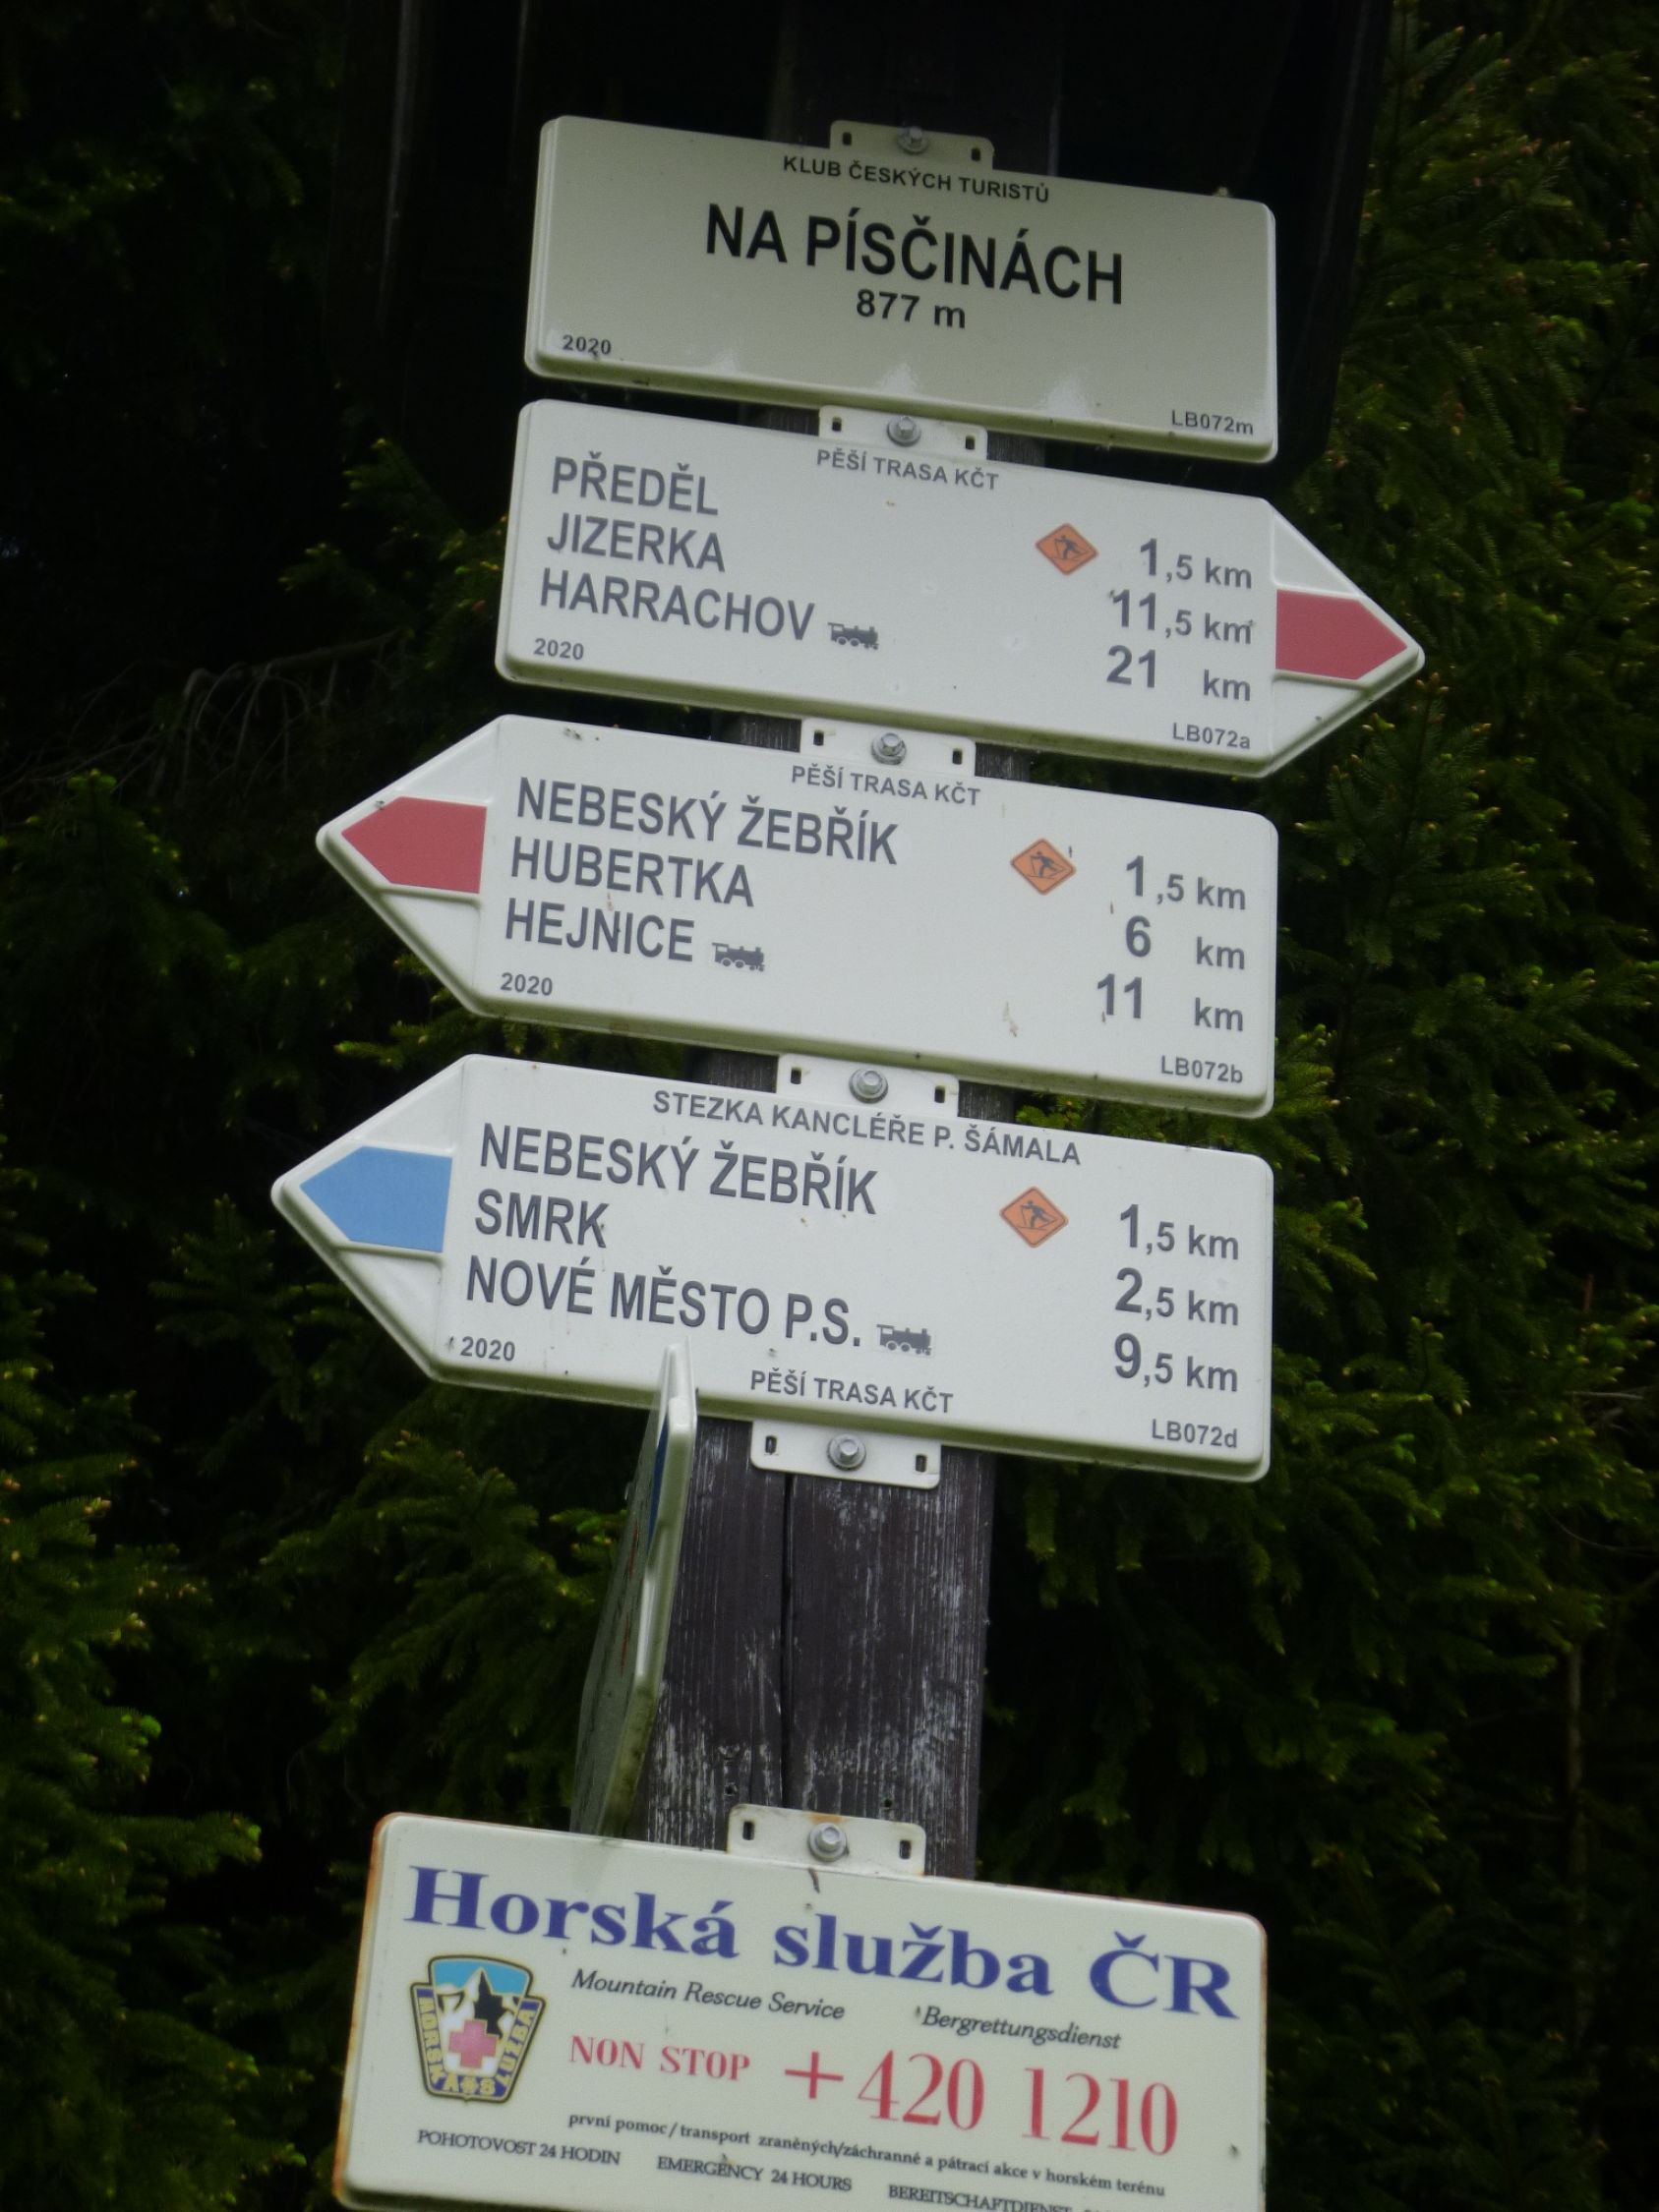 KLUB ČESKÝCH TURISTŮ
NA PÍSČINÁCH
877 m
2020
LB072m
PĚŠÍ TRASA KČT
PŘEDĚL 1,5 km
JIZERKA 11,5 km
HARRACHOV 21 km
2020
LB072a
PĚŠÍ TRASA KČT
NEBESKÝ ŽEBŘÍK 1,5 km
HUBERTKA 6 km
HEJNICE 11 km
2020
LB072b
STEZKA KANCLÉŘE P. ŠÁMALA
NEBESKÝ ŽEBŘÍK 1,5 km
SMRK 2,5 km
NOVÉ MĚSTO P.S. 9,5 km
2020
PĚŠÍ TRASA KČT
LB072d
Horská služba ČR
Mountain Rescue Service Bergrettungsdienst
HORSKÁ SLUŽBA
NON STOP +420 1210
první pomoc / transport zraněných/záchranné a pátrací akce v horském terénu
POHOTOVOST 24 HODIN EMERGENCY 24 HOURS BEREITSCHAFTDIENST